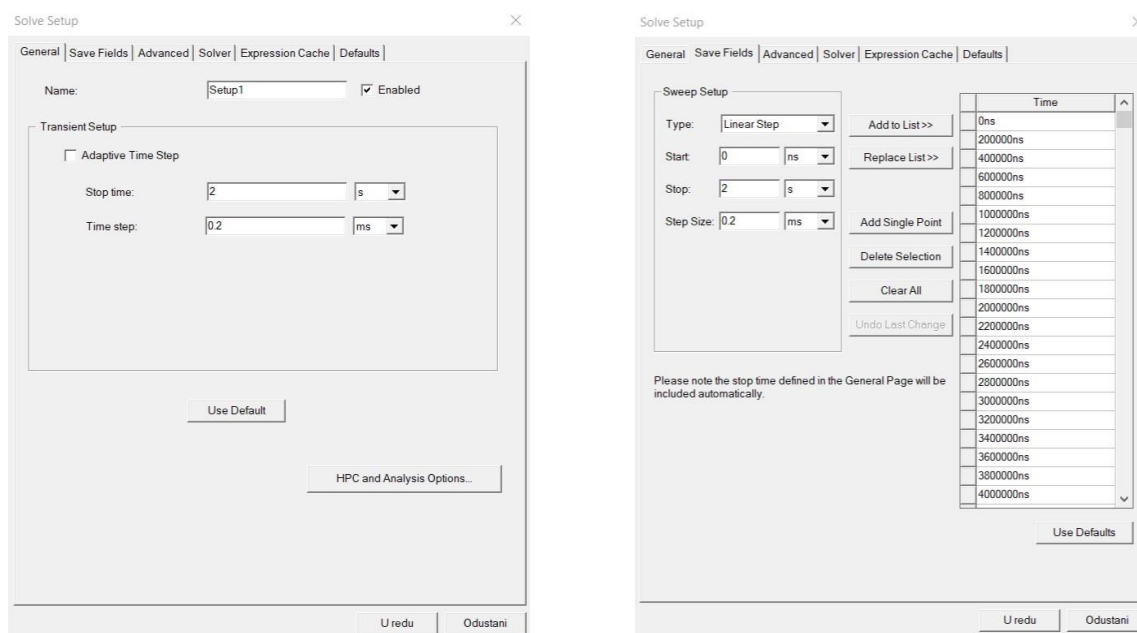 Solve Setup
General Save Fields Advanced Solver Expression Cache Defaults
Name: Setup1 Enabled
Transient Setup
Adaptive Time Step
Stop time: 2 s
Time step: 0.2 ms
Use Default
HPC and Analysis Options...
U redu Odustani
Solve Setup
General Save Fields Advanced Solver Expression Cache Defaults
Sweep Setup
Type: Linear Step
Start: 0 ns
Stop: 2 s
Step Size: 0.2 ms
Add to List >>
Replace List >>
Add Single Point
Delete Selection
Clear All
Undo Last Change
Please note the stop time defined in the General Page will be
included automatically.
Time
0ns
200000ns
400000ns
600000ns
800000ns
1000000ns
1200000ns
1400000ns
1600000ns
1800000ns
2000000ns
2200000ns
2400000ns
2600000ns
2800000ns
3000000ns
3200000ns
3400000ns
3600000ns
3800000ns
4000000ns
Use Defaults
U redu Odustani